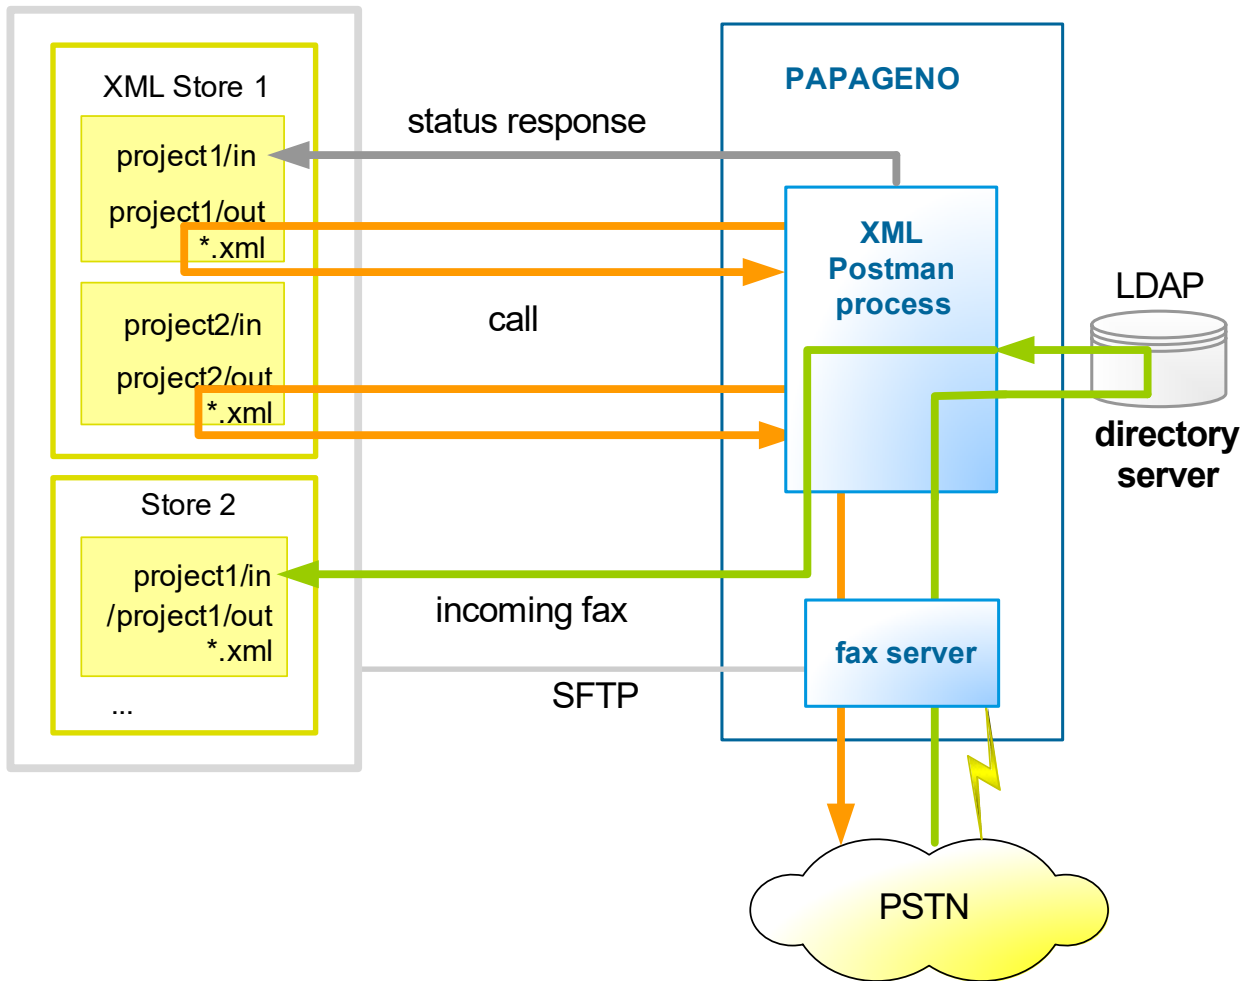 XML Store 1
project1/in
project1/out
*.xml
project2/in
project2/out
*.xml
Store 2
project1/in
/project1/out
*.xml
...
status response
call
incoming fax
SFTP
PAPAGENO
XML
Postman
process
fax server
LDAP
directory
server
PSTN